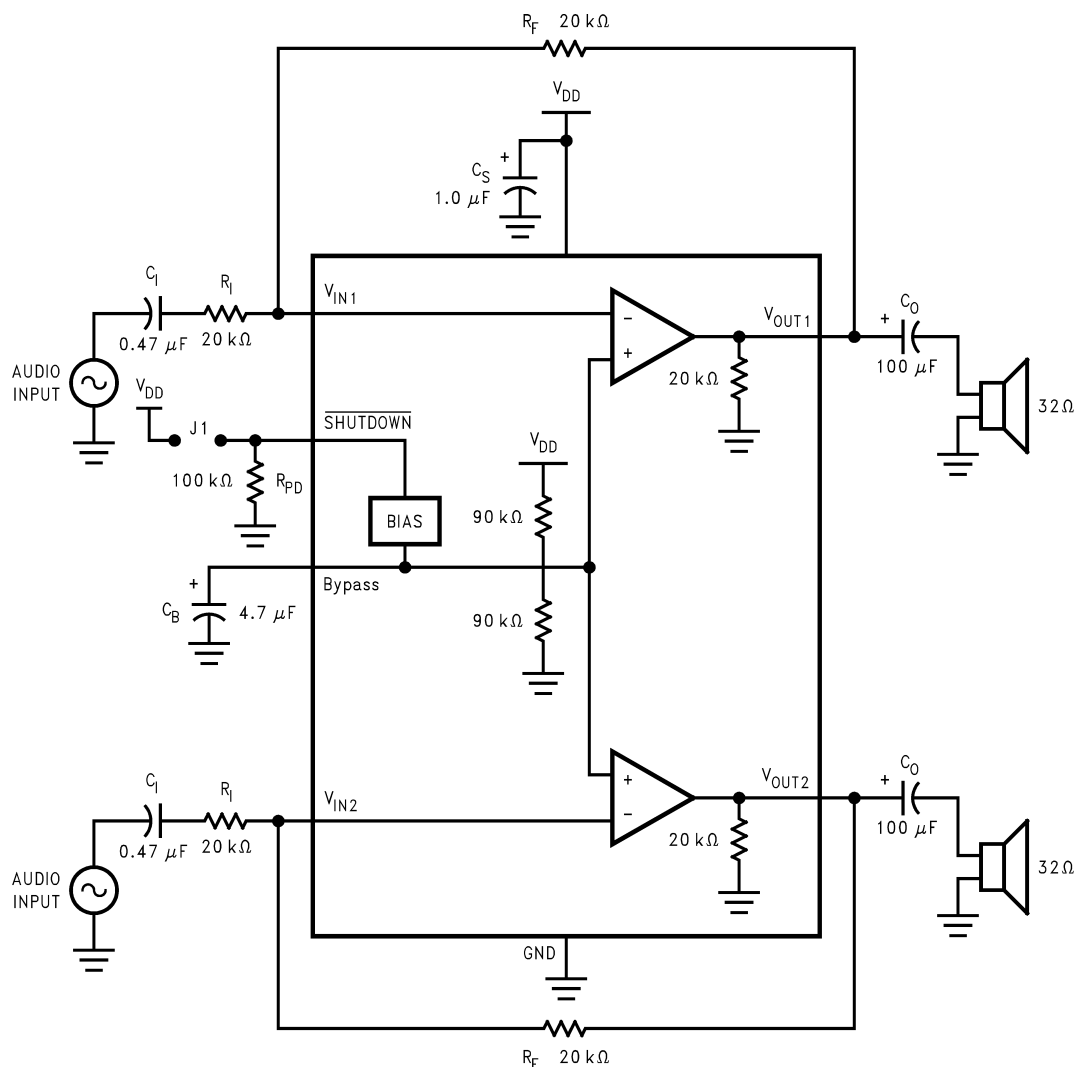 R_F 20 kΩ
V_DD
+
C_S
1.0 μF
C_I
R_I
V_IN1
0.47 μF
20 kΩ
-
+
V_OUT1
+
C_O
100 μF
20 kΩ
AUDIO
INPUT
32Ω
V_DD
J1
SHUTDOWN
100 kΩ
R_PD
V_DD
BIAS
90 kΩ
Bypass
+
C_B
4.7 μF
90 kΩ
C_I
R_I
V_IN2
0.47 μF
20 kΩ
+
-
V_OUT2
+
C_O
100 μF
20 kΩ
AUDIO
INPUT
32Ω
GND
R_F 20 kΩ